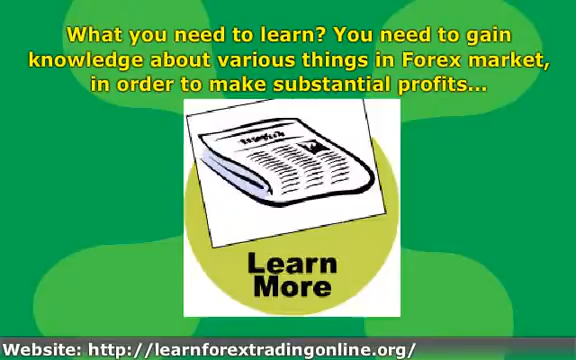 What you need to learn? You need to gain
knowledge about various things in Forex market,
in order to make substantial profits...
Learn
More
Website: http://learnforextradingonline.org/